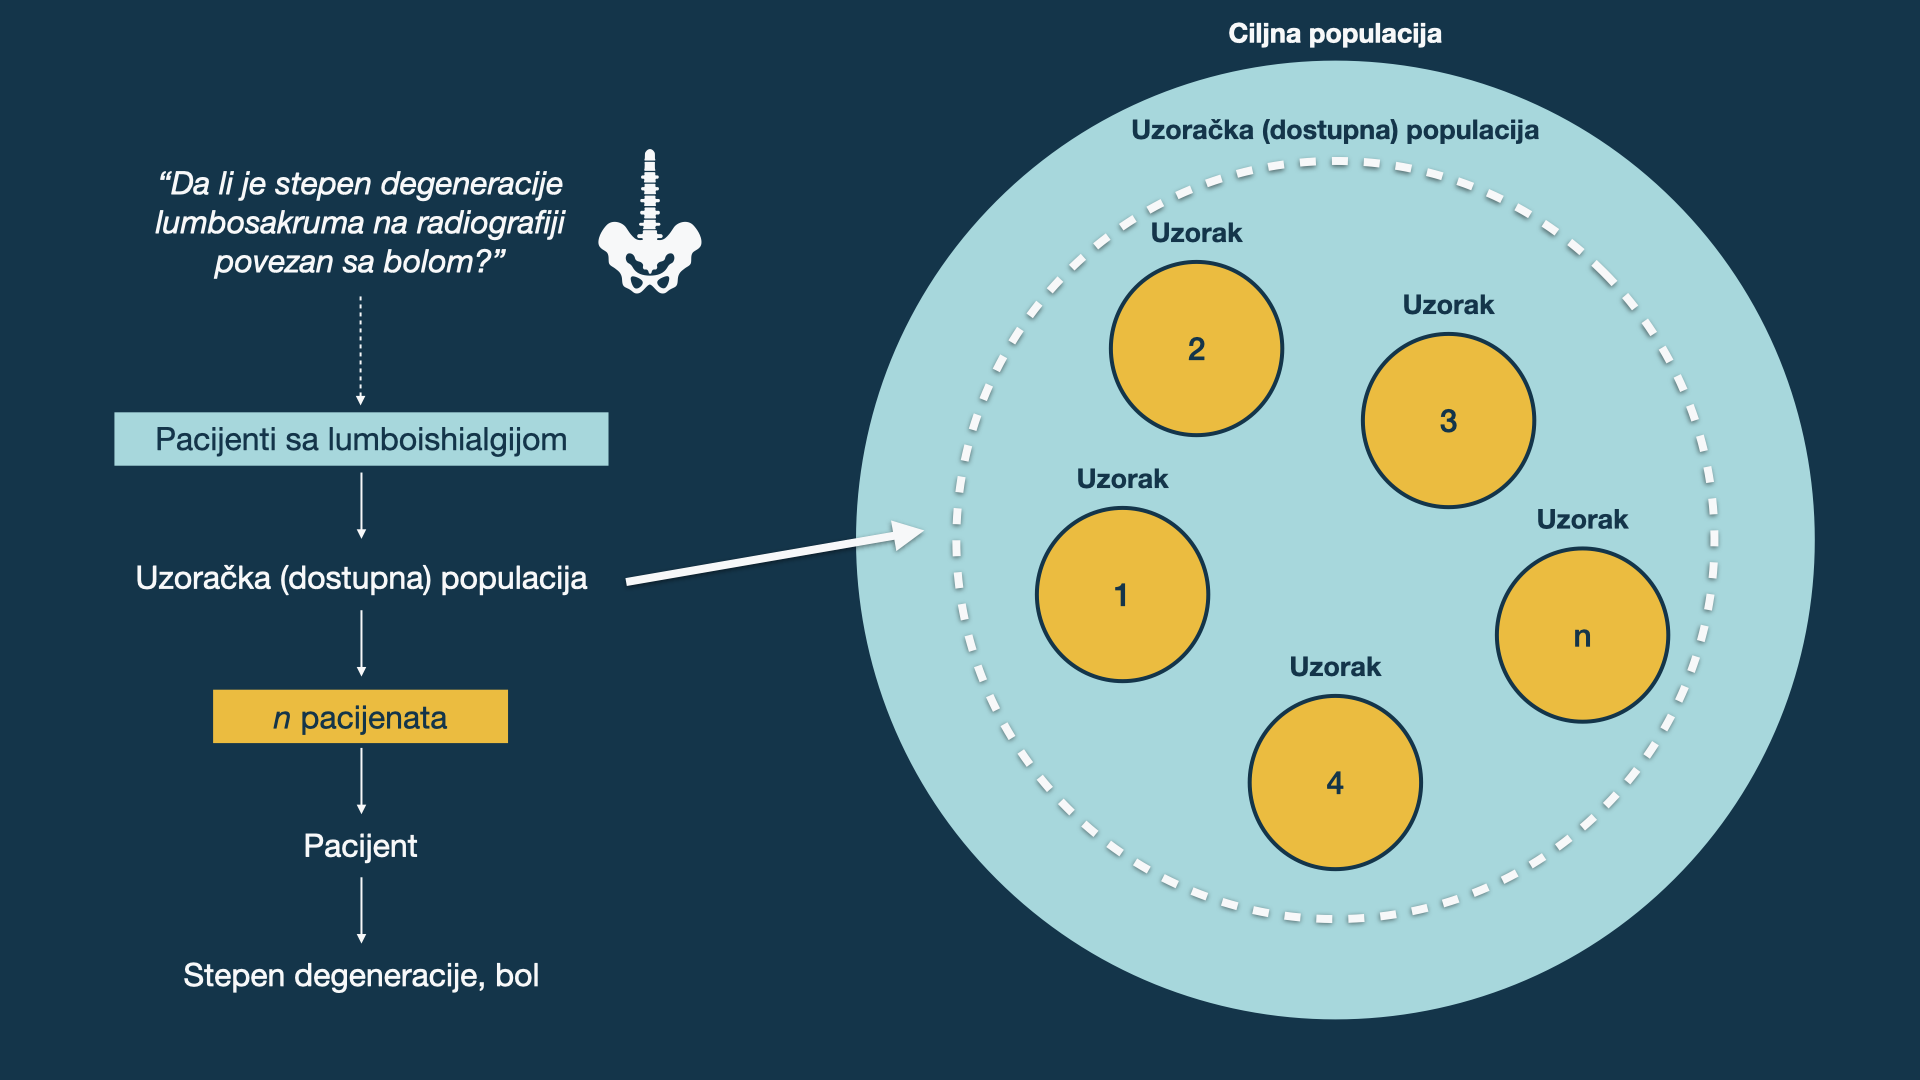 “Da li je stepen degeneracije
lumbosakruma na radiografiji
povezan sa bolom?”
Pacijenti sa lumboishialgijom
Uzoračka (dostupna) populacija
n pacijenata
Pacijent
Stepen degeneracije, bol
Ciljna populacija
Uzoračka (dostupna) populacija
Uzorak
2
Uzorak
3
Uzorak
1
Uzorak
n
Uzorak
4